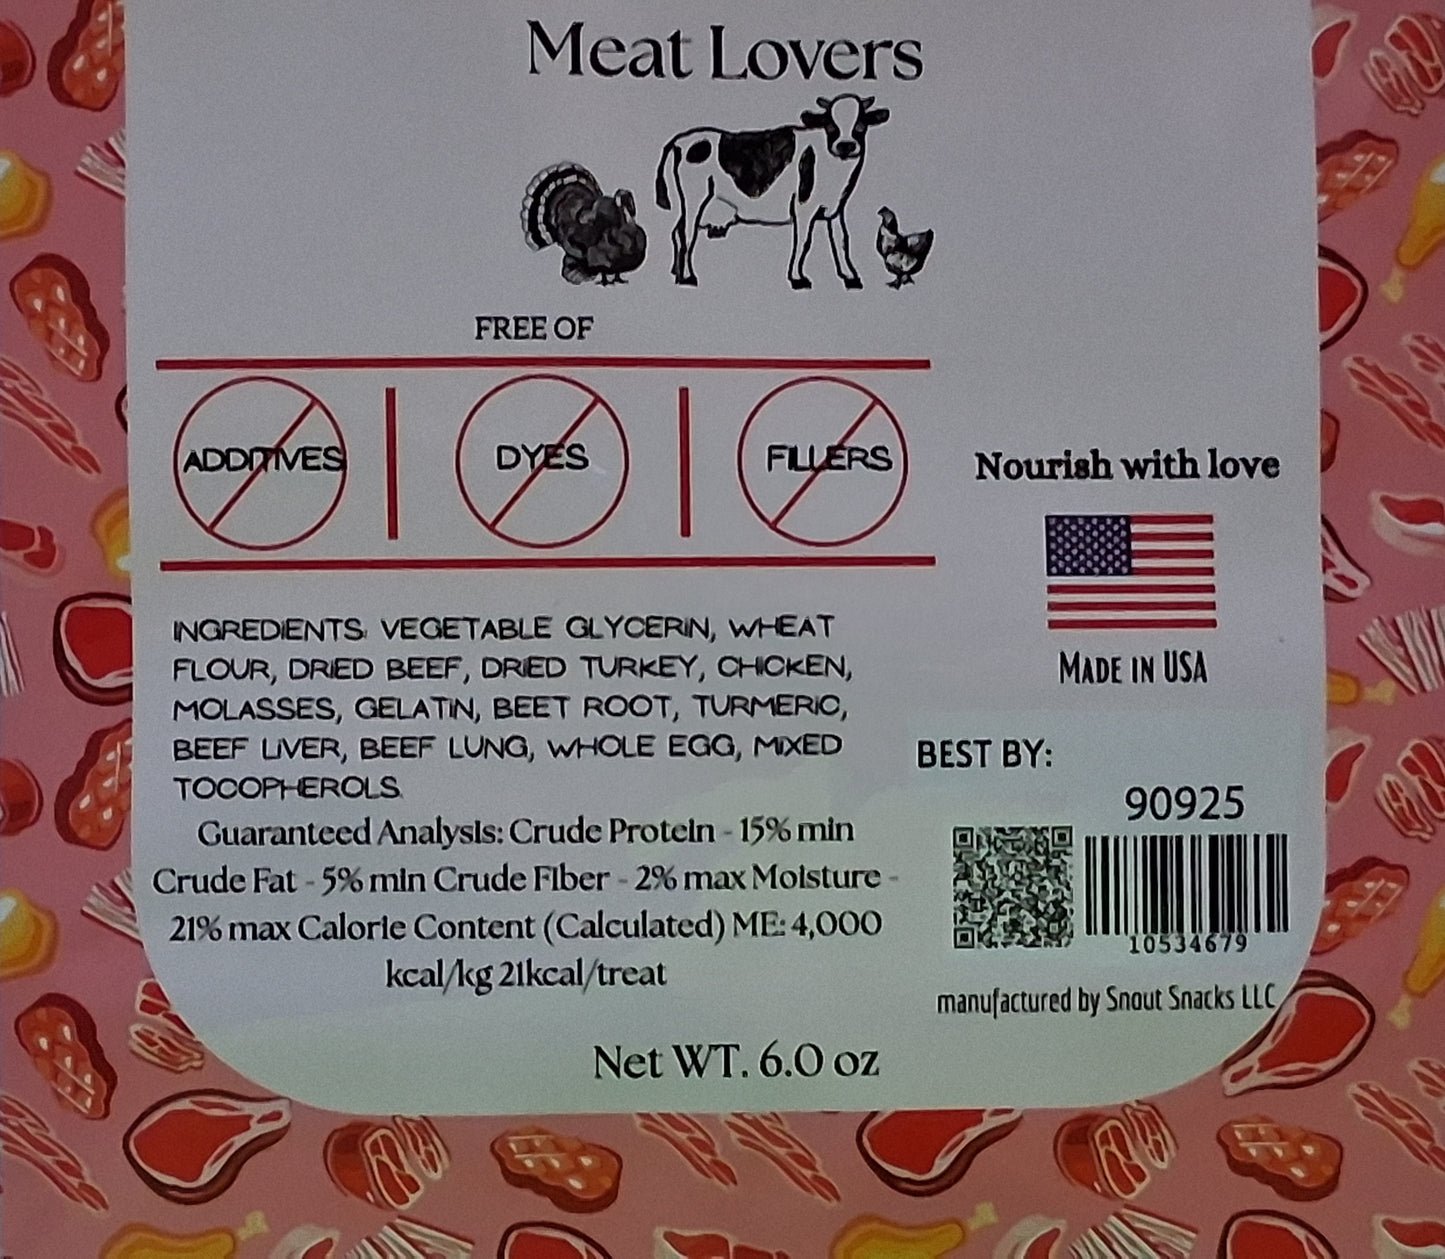 Meat Lovers
FREE OF
ADDITIVES
DYES
FILLERS
Nourish with love
MADE IN USA
INGREDIENTS: VEGETABLE GLYCERIN, WHEAT
FLOUR, DRIED BEEF, DRIED TURKEY, CHICKEN,
MOLASSES, GELATIN, BEET ROOT, TURMERIC,
BEEF LIVER, BEEF LUNG, WHOLE EGG, MIXED
TOCOPHEROLS.
Guaranteed Analysis: Crude Protein - 15% min
Crude Fat - 5% min Crude Fiber - 2% max Moisture -
21% max Calorie Content (Calculated) ME: 4,000
kcal/kg 21kcal/treat
BEST BY:
90925
10534679
manufactured by Snout Snacks LLC
Net WT. 6.0 oz